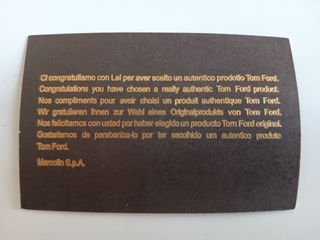 Ci congratuliamo con Lei per aver scelto un autentico prodotto Tom Ford.
Congratulations you have chosen a really authentic Tom Ford product.
Nos compliments pour avoir choisi un produit authentique Tom Ford.
Wir gratulieren Ihnen zur Wahl eines Originalprodukts von Tom Ford.
Nos felicitamos con usted por haber elegido un producto Tom Ford original.
Gostaríamos de parabeniza-lo por ter escolhido um autentico produto
Tom Ford.
Marcolin S.p.A.